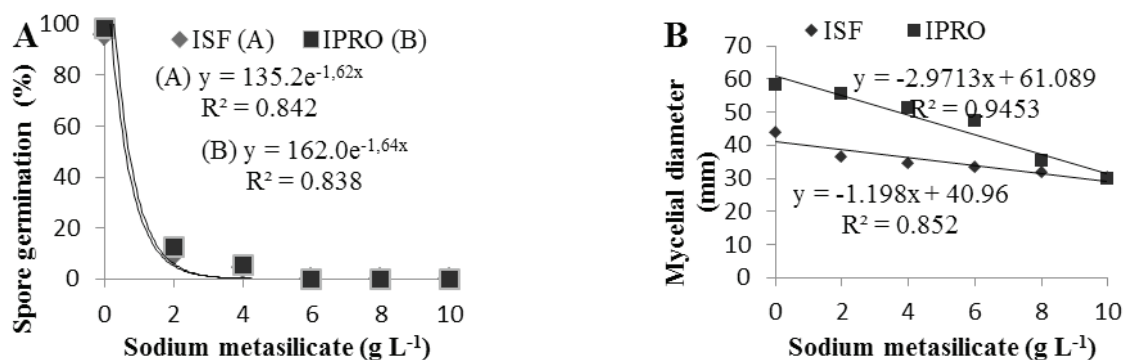 A
Spore germination (%)
100
80
60
40
20
0
ISF (A) IPRO (B)
(A) y = 135.2e^-1,62x
R² = 0.842
(B) y = 162.0e^-1,64x
R² = 0.838
0 2 4 6 8 10
Sodium metasilicate (g L^-1)
B
Mycelial diameter
(mm)
70
60
50
40
30
20
10
0
ISF IPRO
y = -2.9713x + 61.089
R² = 0.9453
y = -1.198x + 40.96
R² = 0.852
0 2 4 6 8 10
Sodium metasilicate (g L^-1)